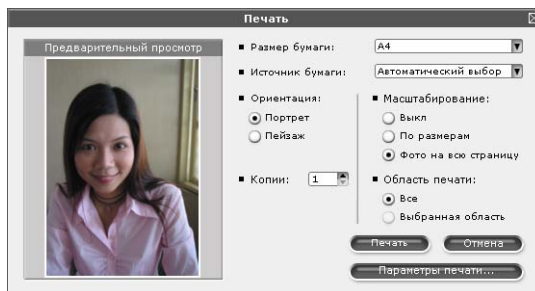 Печать
Предварительный просмотр
Размер бумаги:
A4
Источник бумаги:
Автоматический выбор
Ориентация:
Портрет
Пейзаж
Масштабирование:
Выкл
По размерам
Фото на всю страницу
Копии:
1
Область печати:
Все
Выбранная область
Печать
Отмена
Параметры печати...